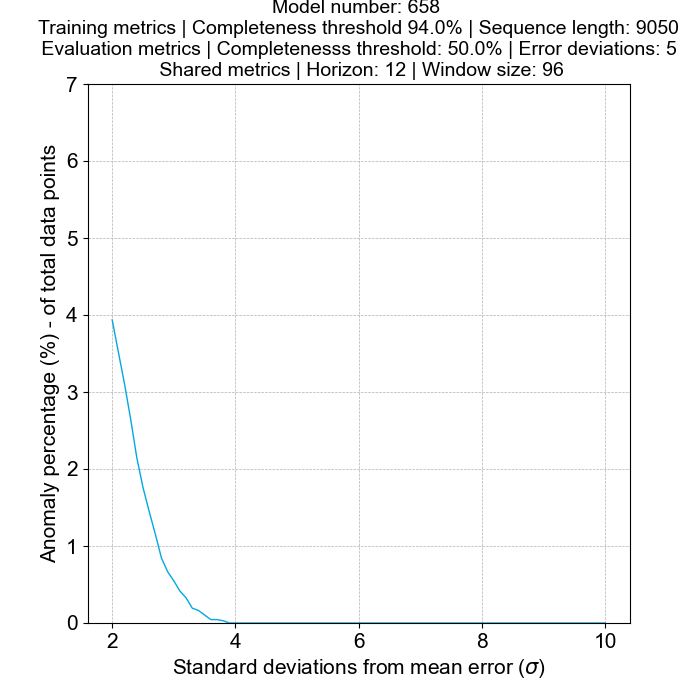 Model number: 658
Training metrics | Completeness threshold 94.0% | Sequence length: 9050
Evaluation metrics | Completenesss threshold: 50.0% | Error deviations: 5
Shared metrics | Horizon: 12 | Window size: 96
7
6
5
4
3
2
1
0
Anomaly percentage (%) - of total data points
2 4 6 8 10
Standard deviations from mean error (σ)